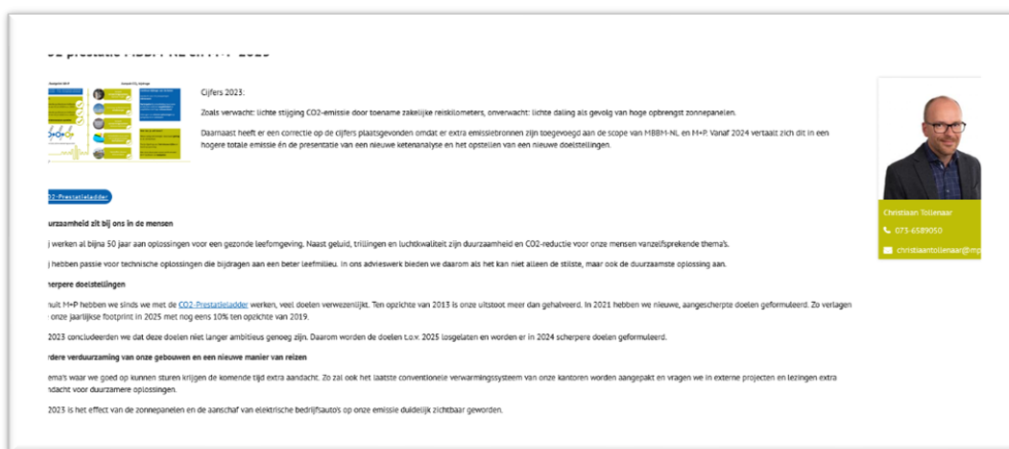 Cijfers 2023:
Zoals verwacht: lichte stijging CO2-emissie door toename zakelijke reiskilometers, onverwacht: lichte daling als gevolg van hoge opbrengst zonnepanelen.
Daarnaast heeft er een correctie op de cijfers plaatsgevonden omdat er extra emissiebronnen zijn toegevoegd aan de scope van MBBM-NL en M+P. Vanaf 2024 vertaalt zich dit in een
hogere totale emissie én de presentatie van een nieuwe ketenanalyse en het opstellen van een nieuwe doelstellingen.
Christiaan Tollenaar
073-6589050
christiaantollenaar@mp
O2-Prestatieladder
urzaamheid zit bij ons in de mensen
j werken al bijna 50 jaar aan oplossingen voor een gezonde leefomgeving. Naast geluid, trillingen en luchtkwaliteit zijn duurzaamheid en CO2-reductie voor onze mensen vanzelfsprekende thema's.
j hebben passie voor technische oplossingen die bijdragen aan een beter leefmilieu. In ons advieswerk bieden we daarom als het kan niet alleen de stilste, maar ook de duurzaamste oplossing aan.
herpere doelstellingen
nuit M+P hebben we sinds we met de CO2-Prestatieladder werken, veel doelen verwezenlijkt. Ten opzichte van 2013 is onze uitstoot meer dan gehalveerd. In 2021 hebben we nieuwe, aangescherpte doelen geformuleerd. Zo verlagen
onze jaarlijkse footprint in 2025 met nog eens 10% ten opzichte van 2019.
2023 concludeerden we dat deze doelen niet langer ambitieus genoeg zijn. Daarom worden de doelen t.o.v. 2025 losgelaten en worden er in 2024 scherpere doelen geformuleerd.
rdere verduurzaming van onze gebouwen en een nieuwe manier van reizen
ema's waar we goed op kunnen sturen krijgen de komende tijd extra aandacht. Zo zal ook het laatste conventionele verwarmingssysteem van onze kantoren worden aangepakt en vragen we in externe projecten en lezingen extra
ndacht voor duurzamere oplossingen.
2023 is het effect van de zonnepanelen en de aanschaf van elektrische bedrijfsauto's op onze emissie duidelijk zichtbaar geworden.